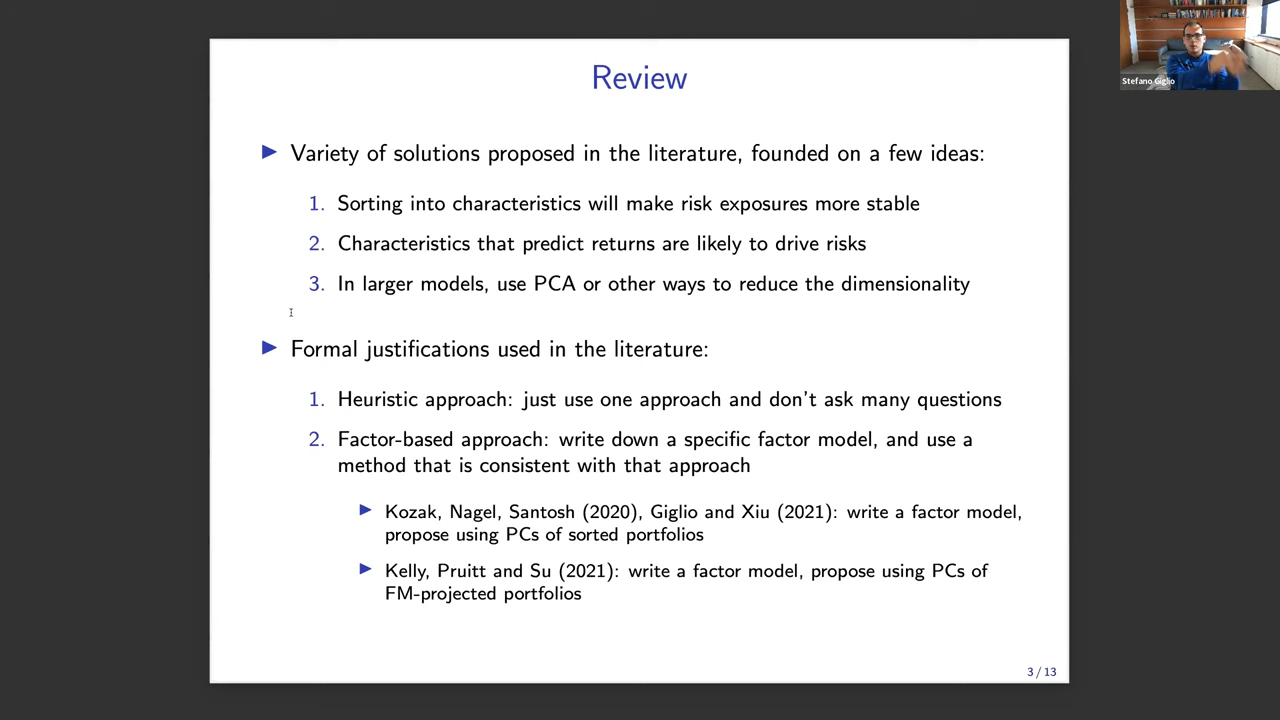 Review
▶ Variety of solutions proposed in the literature, founded on a few ideas:
1. Sorting into characteristics will make risk exposures more stable
2. Characteristics that predict returns are likely to drive risks
3. In larger models, use PCA or other ways to reduce the dimensionality
▶ Formal justifications used in the literature:
1. Heuristic approach: just use one approach and don't ask many questions
2. Factor-based approach: write down a specific factor model, and use a
method that is consistent with that approach
▶ Kozak, Nagel, Santosh (2020), Giglio and Xiu (2021): write a factor model,
propose using PCs of sorted portfolios
▶ Kelly, Pruitt and Su (2021): write a factor model, propose using PCs of
FM-projected portfolios
3 / 13
Stefano Giglio